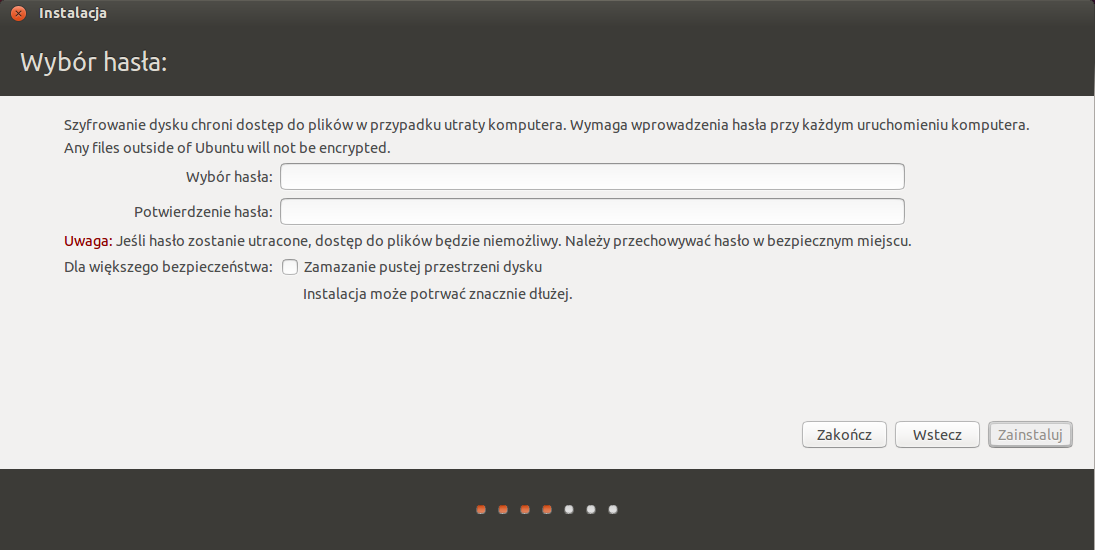 Instalacja
Wybór hasła:
Szyfrowanie dysku chroni dostęp do plików w przypadku utraty komputera. Wymaga wprowadzenia hasła przy każdym uruchomieniu komputera.
Any files outside of Ubuntu will not be encrypted.
Wybór hasła:
Potwierdzenie hasła:
Uwaga: Jeśli hasło zostanie utracone, dostęp do plików będzie niemożliwy. Należy przechowywać hasło w bezpiecznym miejscu.
Dla większego bezpieczeństwa: Zamazanie pustej przestrzeni dysku
Instalacja może potrwać znacznie dłużej.
Zakończ Wstecz Zainstaluj